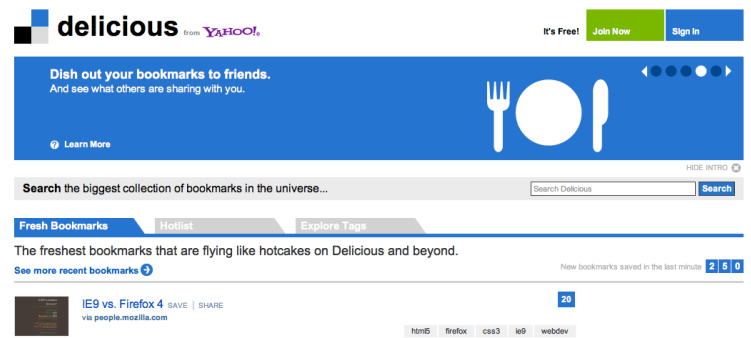 delicious from YAHOO!
It's Free! Join Now Sign In
Dish out your bookmarks to friends.
And see what others are sharing with you.
Learn More
HIDE INTRO
Search the biggest collection of bookmarks in the universe... Search Delicious Search
Fresh Bookmarks Hotlist Explore Tags
The freshest bookmarks that are flying like hotcakes on Delicious and beyond.
See more recent bookmarks New bookmarks saved in the last minute 2 5 0
IE9 vs. Firefox 4 SAVE | SHARE 20
via people.mozilla.com
html5 firefox css3 ie9 webdev